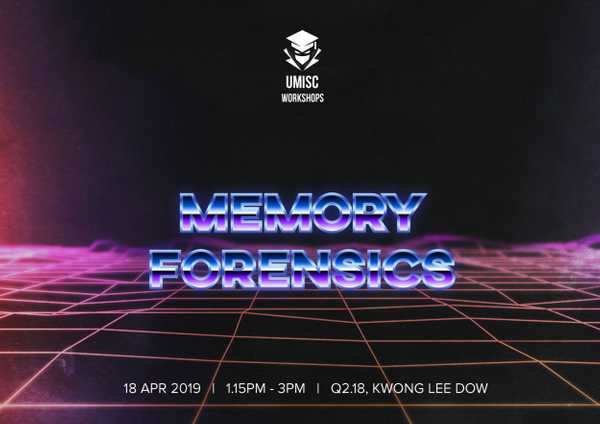 UMISC
WORKSHOPS
MEMORY
FORENSICS
18 APR 2019 | 1.15PM - 3PM | Q2.18, KWONG LEE DOW